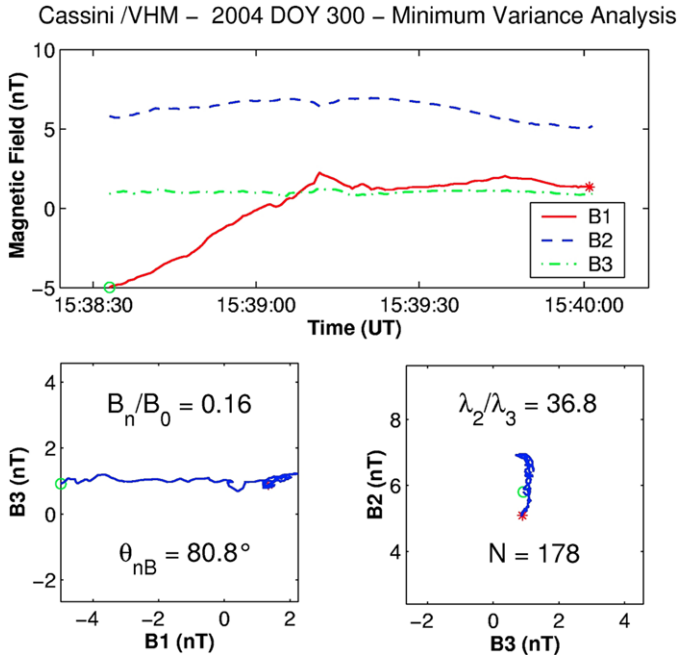 Cassini /VHM – 2004 DOY 300 – Minimum Variance Analysis
10
5
0
−5
Magnetic Field (nT)
B1
B2
B3
15:38:30 15:39:00 15:39:30 15:40:00
Time (UT)
4
2
0
−2
B3 (nT)
Bn/B0 = 0.16
θnB = 80.8°
−4 −2 0 2
B1 (nT)
8
6
4
B2 (nT)
λ2/λ3 = 36.8
N = 178
−2 0 2 4
B3 (nT)